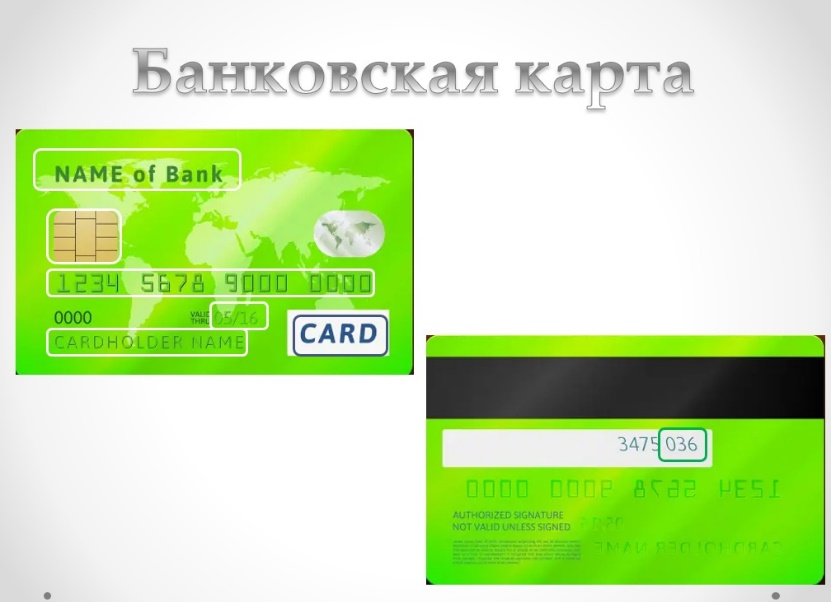 Банковская карта
NAME of Bank
1234 5678 9000 0000
0000 VALID THRU 05/16
CARDHOLDER NAME
CARD
3475 036
AUTHORIZED SIGNATURE
NOT VALID UNLESS SIGNED